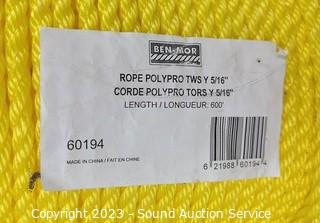 BEN-MOR
ROPE POLYPRO TWS Y 5/16"
CORDE POLYPRO TORS Y 5/16"
LENGTH / LONGUEUR: 600'
60194
MADE IN CHINA / FAIT EN CHINE
6 21988 60194 4
Copyright 2023 - Sound Auction Service